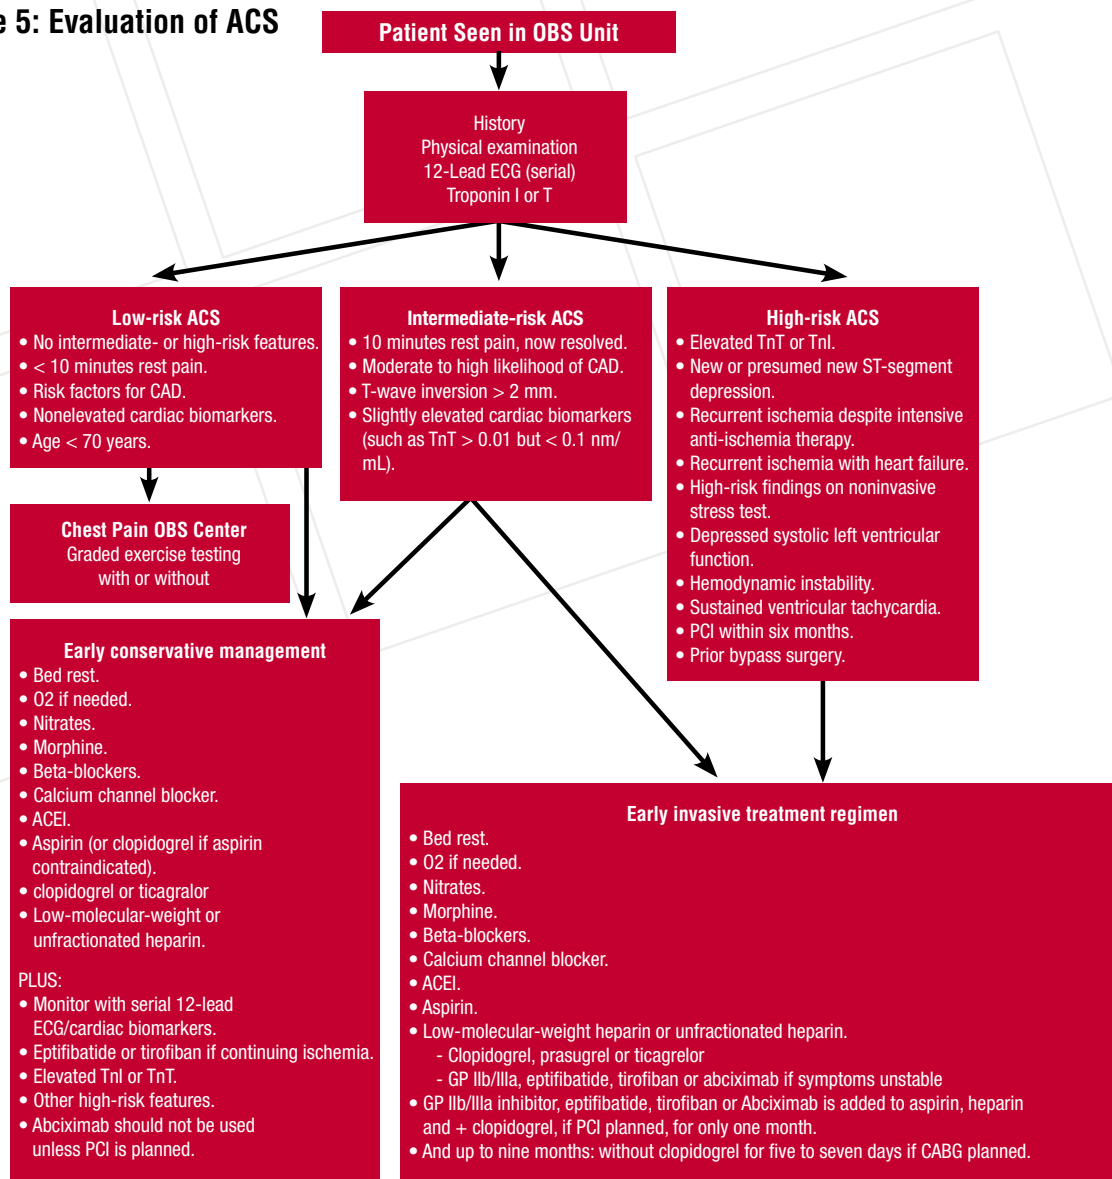 e 5: Evaluation of ACS
Patient Seen in OBS Unit
History
Physical examination
12-Lead ECG (serial)
Troponin I or T
Low-risk ACS
• No intermediate- or high-risk features.
• < 10 minutes rest pain.
• Risk factors for CAD.
• Nonelevated cardiac biomarkers.
• Age < 70 years.
Intermediate-risk ACS
• 10 minutes rest pain, now resolved.
• Moderate to high likelihood of CAD.
• T-wave inversion > 2 mm.
• Slightly elevated cardiac biomarkers
(such as TnT > 0.01 but < 0.1 nm/
mL).
High-risk ACS
• Elevated TnT or TnI.
• New or presumed new ST-segment
depression.
• Recurrent ischemia despite intensive
anti-ischemia therapy.
• Recurrent ischemia with heart failure.
• High-risk findings on noninvasive
stress test.
• Depressed systolic left ventricular
function.
• Hemodynamic instability.
• Sustained ventricular tachycardia.
• PCI within six months.
• Prior bypass surgery.
Chest Pain OBS Center
Graded exercise testing
with or without
Early conservative management
• Bed rest.
• O2 if needed.
• Nitrates.
• Morphine.
• Beta-blockers.
• Calcium channel blocker.
• ACEI.
• Aspirin (or clopidogrel if aspirin
contraindicated).
• clopidogrel or ticagralor
• Low-molecular-weight or
unfractionated heparin.
PLUS:
• Monitor with serial 12-lead
ECG/cardiac biomarkers.
• Eptifibatide or tirofiban if continuing ischemia.
• Elevated TnI or TnT.
• Other high-risk features.
• Abciximab should not be used
unless PCI is planned.
Early invasive treatment regimen
• Bed rest.
• O2 if needed.
• Nitrates.
• Morphine.
• Beta-blockers.
• Calcium channel blocker.
• ACEI.
• Aspirin.
• Low-molecular-weight heparin or unfractionated heparin.
- Clopidogrel, prasugrel or ticagrelor
- GP IIb/IIIa, eptifibatide, tirofiban or abciximab if symptoms unstable
• GP IIb/IIIa inhibitor, eptifibatide, tirofiban or Abciximab is added to aspirin, heparin
and + clopidogrel, if PCI planned, for only one month.
• And up to nine months: without clopidogrel for five to seven days if CABG planned.